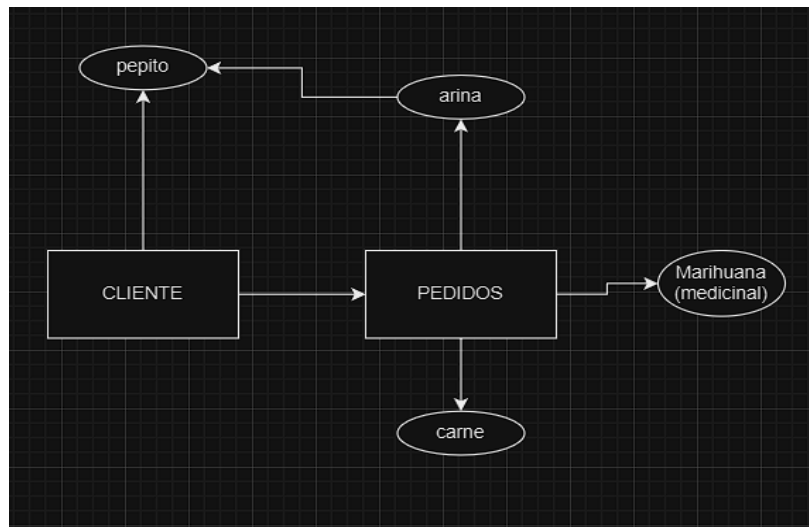 pepito
arina
CLIENTE
PEDIDOS
Marihuana
(medicinal)
carne